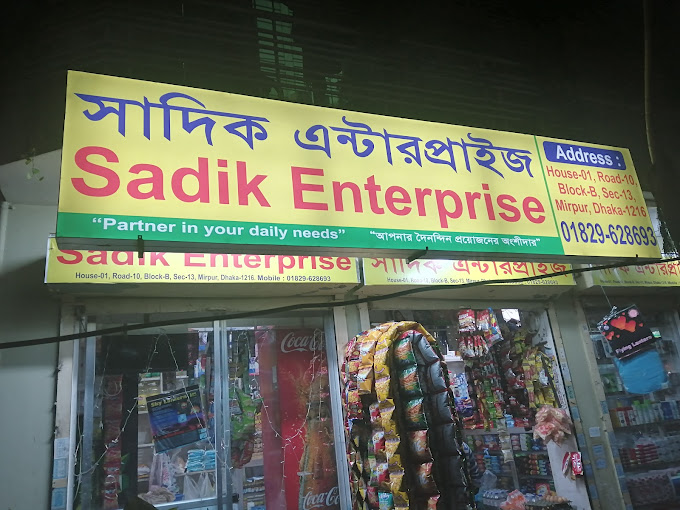 সাদিক এন্টারপ্রাইজ
Sadik Enterprise
“Partner in your daily needs”
“আপনার দৈনন্দিন প্রয়োজনের অংশীদার”
Address :
House-01, Road-10,
Block-B, Sec-13,
Mirpur, Dhaka-1216
01829-628693
Sadik Enterprise
House-01, Road-10, Block-B, Sec-13, Mirpur, Dhaka-1216. Mobile : 01829-628693
সাদিক এন্টারপ্রাইজ
Coca-Cola
Coca-Cola
Flying Lantern